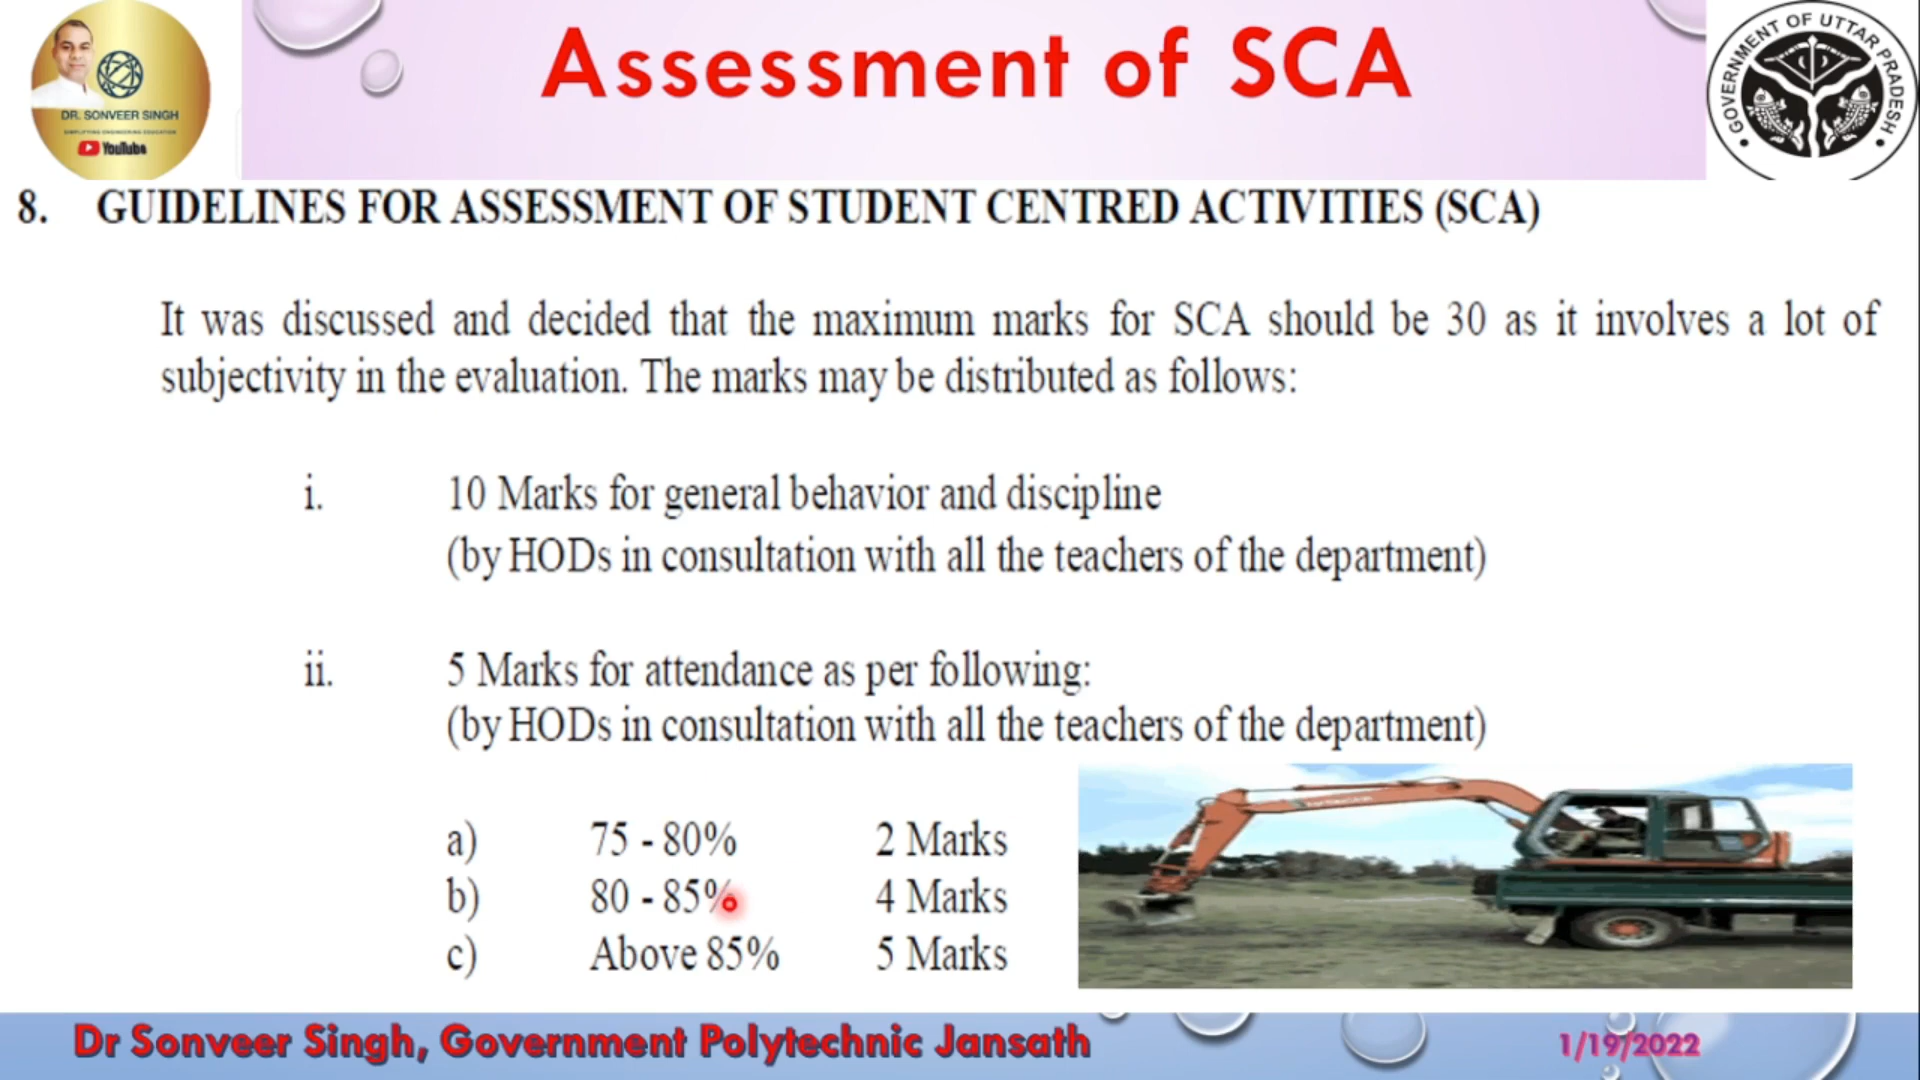 Assessment of SCA
DR. SONVEER SINGH
SIMPLIFYING ENGINEERING EDUCATION
YouTube
GOVERNMENT OF UTTAR PRADESH
8. GUIDELINES FOR ASSESSMENT OF STUDENT CENTRED ACTIVITIES (SCA)
It was discussed and decided that the maximum marks for SCA should be 30 as it involves a lot of
subjectivity in the evaluation. The marks may be distributed as follows:
i. 10 Marks for general behavior and discipline
(by HODs in consultation with all the teachers of the department)
ii. 5 Marks for attendance as per following:
(by HODs in consultation with all the teachers of the department)
a) 75 - 80% 2 Marks
b) 80 - 85% 4 Marks
c) Above 85% 5 Marks
Dr Sonveer Singh, Government Polytechnic Jansath
1/19/2022